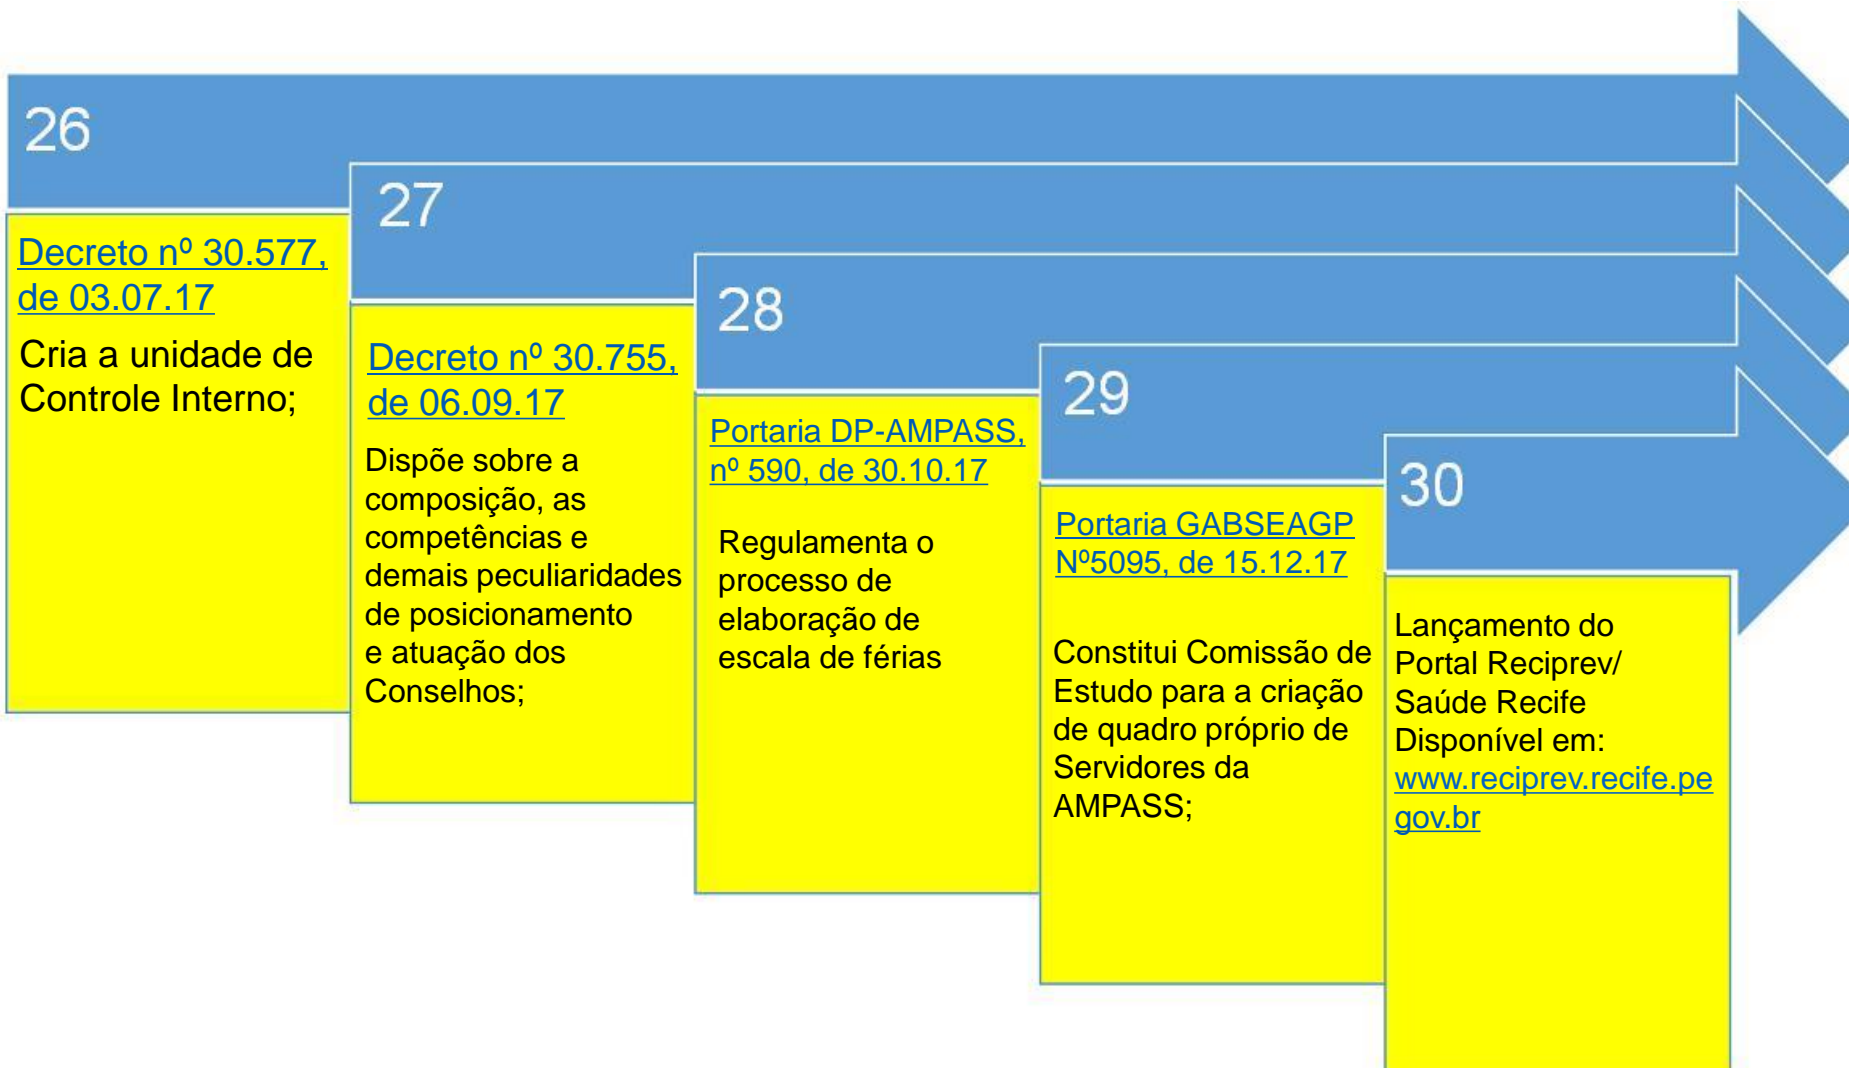 26
Decreto nº 30.577,
de 03.07.17
Cria a unidade de
Controle Interno;
27
Decreto nº 30.755,
de 06.09.17
Dispõe sobre a
composição, as
competências e
demais peculiaridades
de posicionamento
e atuação dos
Conselhos;
28
Portaria DP-AMPASS,
nº 590, de 30.10.17
Regulamenta o
processo de
elaboração de
escala de férias
29
Portaria GABSEAGP
Nº5095, de 15.12.17
Constitui Comissão de
Estudo para a criação
de quadro próprio de
Servidores da
AMPASS;
30
Lançamento do
Portal Reciprev/
Saúde Recife
Disponível em:
www.reciprev.recife.pe
gov.br